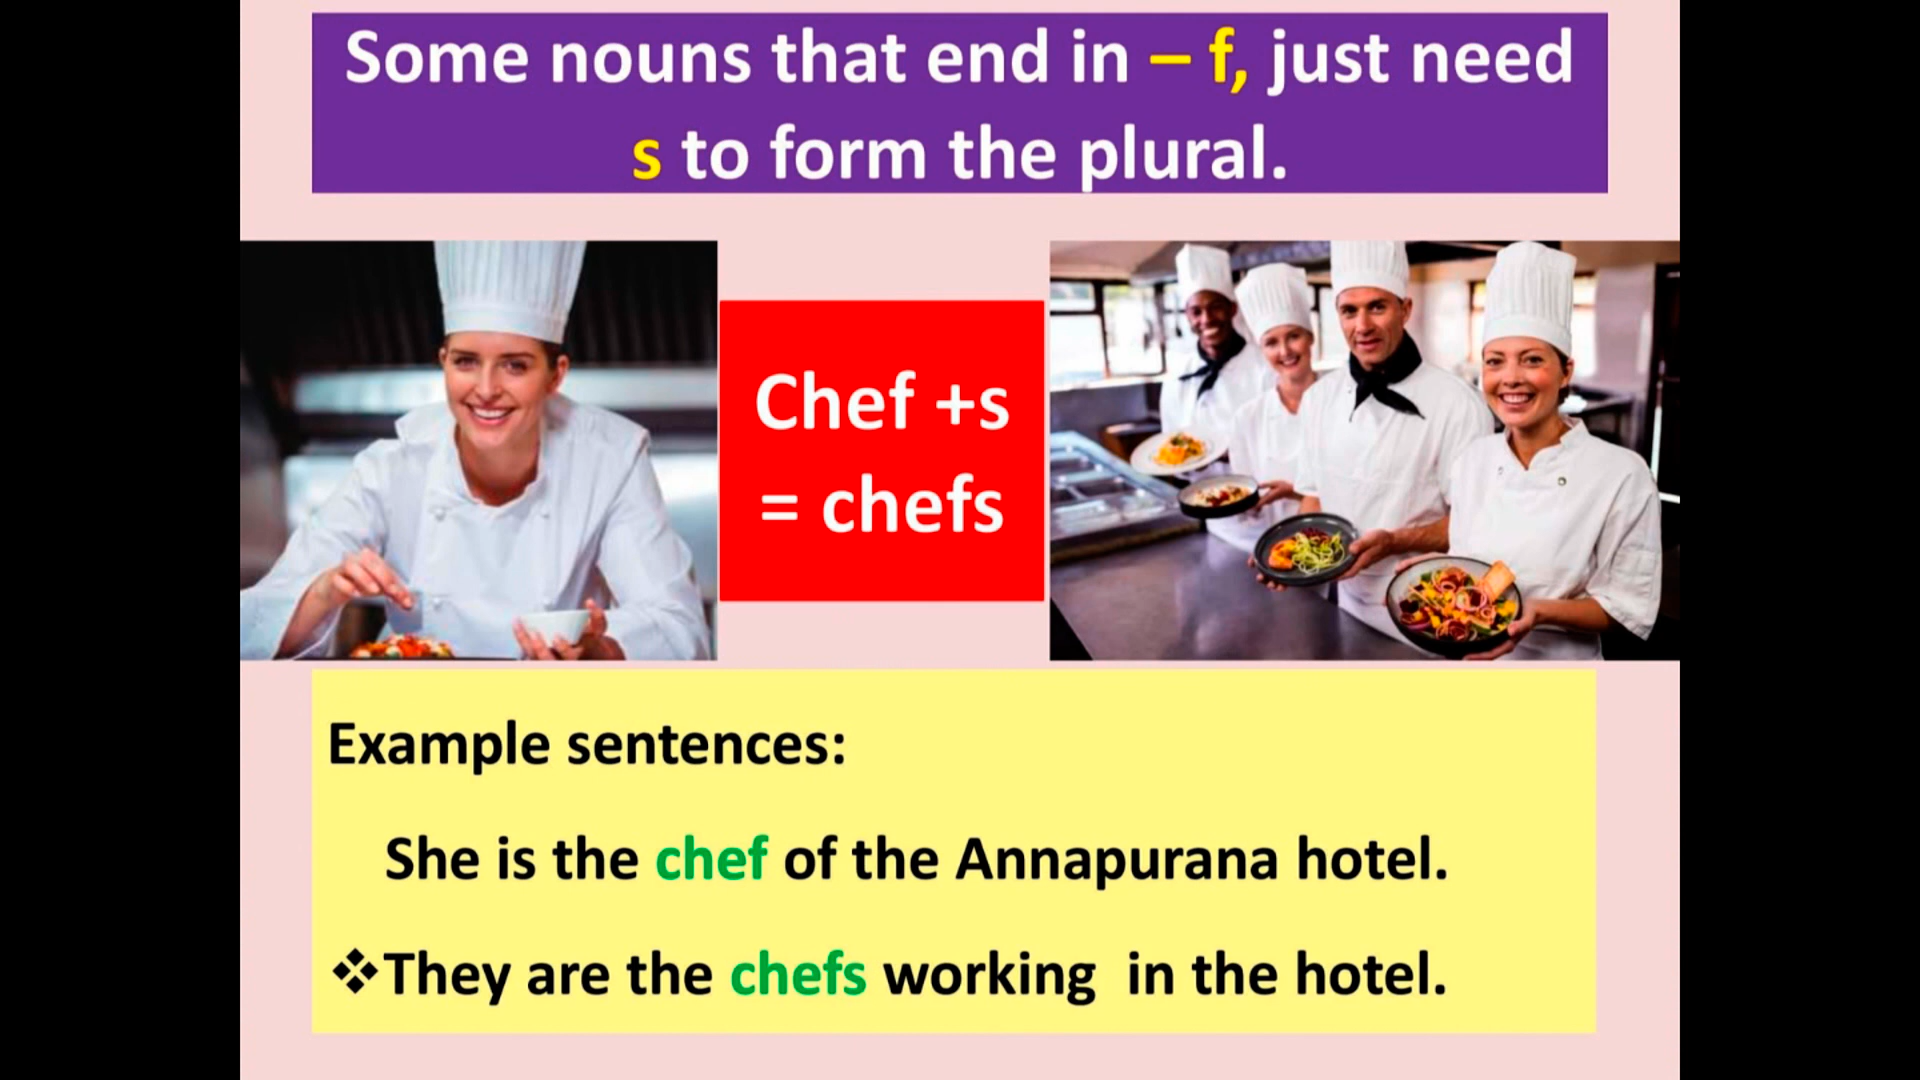 Some nouns that end in – f, just need
s to form the plural.
Chef +s
= chefs
Example sentences:
She is the chef of the Annapurana hotel.
❖They are the chefs working in the hotel.